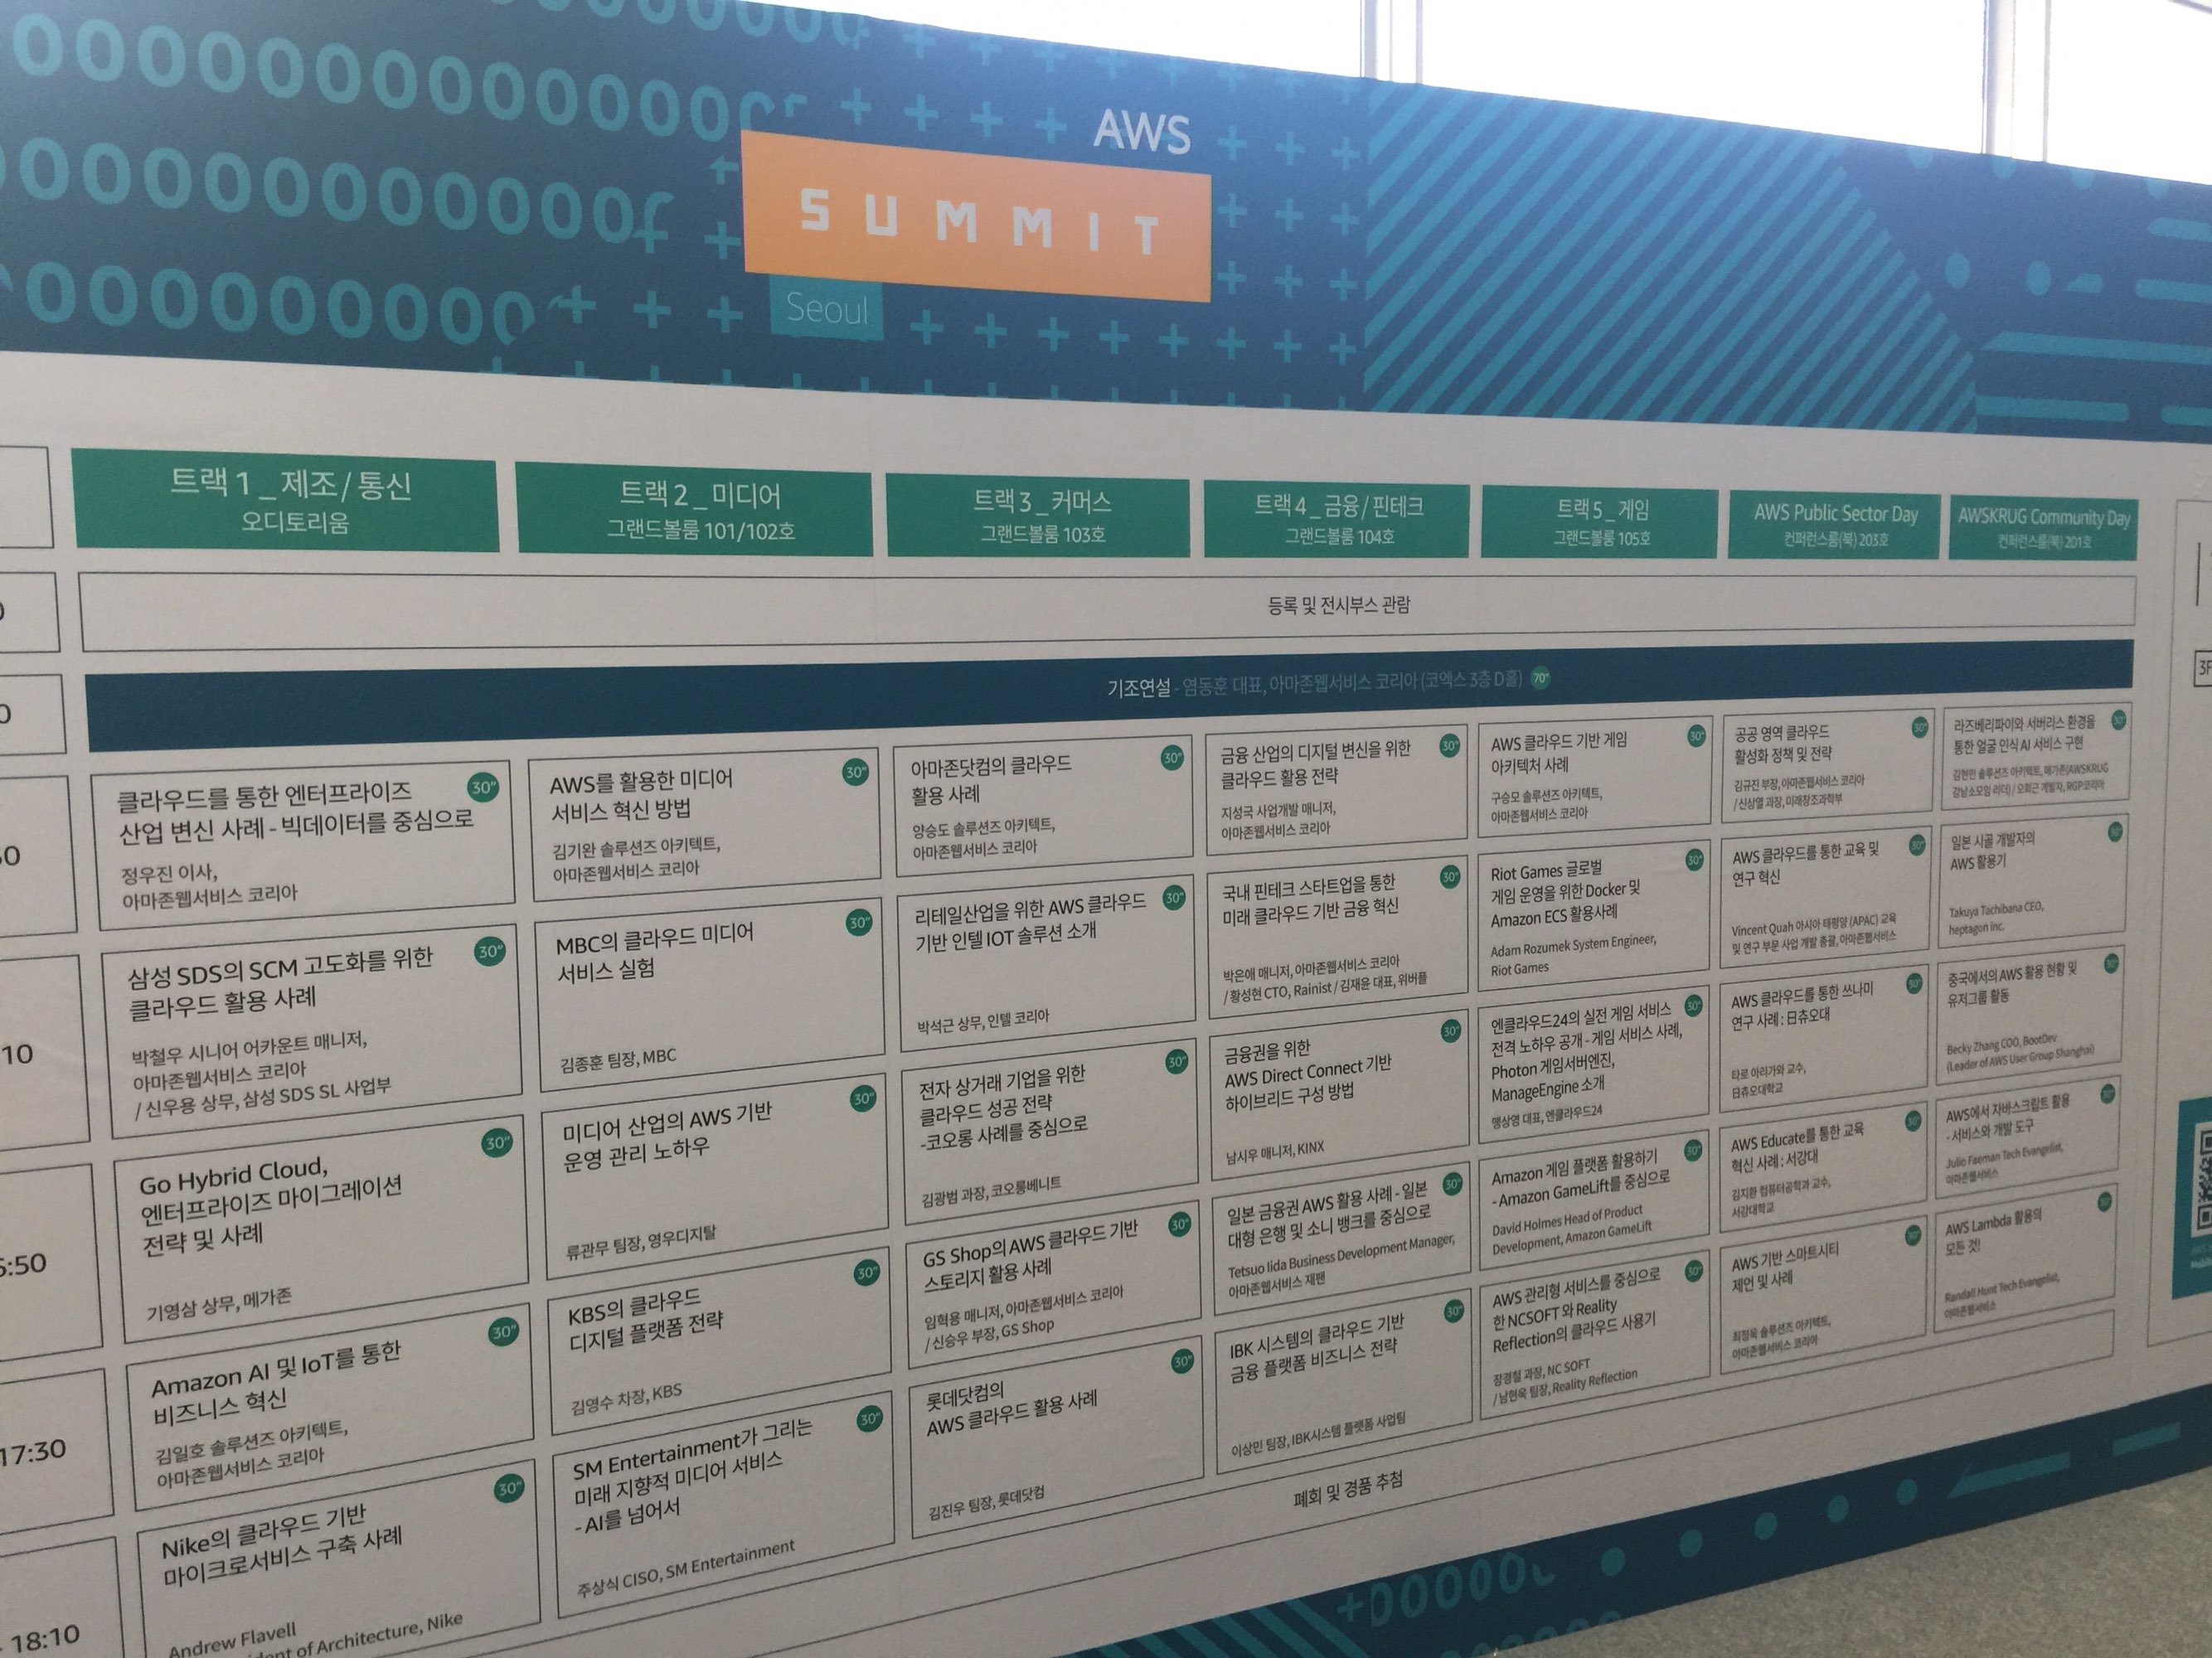 AWS
SUMMIT
Seoul
트랙 1 _ 제조 / 통신
오디토리움
트랙 2 _ 미디어
그랜드볼룸 101/102호
트랙 3 _ 커머스
그랜드볼룸 103호
트랙 4 _ 금융 / 핀테크
그랜드볼룸 104호
트랙 5 _ 게임
그랜드볼룸 105호
AWS Public Sector Day
컨퍼런스룸(북) 203호
AWSKRUG Community Day
컨퍼런스룸(북) 201호
등록 및 전시부스 관람
기조연설 - 염동훈 대표, 아마존웹서비스 코리아 (코엑스 3층 D홀) 70"
클라우드를 통한 엔터프라이즈 30"
산업 변신 사례 - 빅데이터를 중심으로
정우진 이사,
아마존웹서비스 코리아
AWS를 활용한 미디어 30"
서비스 혁신 방법
김기완 솔루션즈 아키텍트,
아마존웹서비스 코리아
아마존닷컴의 클라우드 30"
활용 사례
양승도 솔루션즈 아키텍트,
아마존웹서비스 코리아
금융 산업의 디지털 변신을 위한 30"
클라우드 활용 전략
지성국 사업개발 매니저,
아마존웹서비스 코리아
AWS 클라우드 기반 게임 30"
아키텍처 사례
구승모 솔루션즈 아키텍트,
아마존웹서비스 코리아
공공 영역 클라우드 30"
활성화 정책 및 전략
김규진 부장, 아마존웹서비스 코리아
/ 신상열 과장, 미래창조과학부
라즈베리파이와 서버리스 환경을 30"
통한 얼굴 인식 AI 서비스 구현
김현민 솔루션즈 아키텍트, 메가존(AWSKRUG
강남소모임 리더) / 오희근 개발자, RGP코리아
삼성 SDS의 SCM 고도화를 위한 30"
클라우드 활용 사례
박철우 시니어 어카운트 매니저,
아마존웹서비스 코리아
/ 신우용 상무, 삼성 SDS SL 사업부
MBC의 클라우드 미디어 30"
서비스 실험
김종훈 팀장, MBC
리테일산업을 위한 AWS 클라우드 30"
기반 인텔 IOT 솔루션 소개
박석근 상무, 인텔 코리아
국내 핀테크 스타트업을 통한 30"
미래 클라우드 기반 금융 혁신
박은애 매니저, 아마존웹서비스 코리아
/ 황성현 CTO, Rainist / 김재윤 대표, 위버플
Riot Games 글로벌 30"
게임 운영을 위한 Docker 및
Amazon ECS 활용사례
Adam Rozumek System Engineer,
Riot Games
AWS 클라우드를 통한 교육 및 30"
연구 혁신
Vincent Quah 아시아 태평양 (APAC) 교육
및 연구 부문 사업 개발 총괄, 아마존웹서비스
일본 시골 개발자의 30"
AWS 활용기
Takuya Tachibana CEO,
heptagon inc.
Go Hybrid Cloud, 30"
엔터프라이즈 마이그레이션
전략 및 사례
기영삼 상무, 메가존
미디어 산업의 AWS 기반 30"
운영 관리 노하우
류관무 팀장, 영우디지탈
전자 상거래 기업을 위한 30"
클라우드 성공 전략
-코오롱 사례를 중심으로
김광범 과장, 코오롱베니트
금융권을 위한 30"
AWS Direct Connect 기반
하이브리드 구성 방법
남시우 매니저, KINX
엔클라우드24의 실전 게임 서비스 30"
전격 노하우 공개 - 게임 서비스 사례,
Photon 게임서버엔진,
ManageEngine 소개
맹상영 대표, 엔클라우드24
AWS 클라우드를 통한 쓰나미 30"
연구 사례 : 日츄오대
타로 아리가와 교수,
日츄오대학교
중국에서의 AWS 활용 현황 및 30"
유저그룹 활동
Becky Zhang COO, BootDev
(Leader of AWS User Group Shanghai)
Amazon AI 및 IoT를 통한 30"
비즈니스 혁신
김일호 솔루션즈 아키텍트,
아마존웹서비스 코리아
KBS의 클라우드 30"
디지털 플랫폼 전략
김영수 차장, KBS
GS Shop의 AWS 클라우드 기반 30"
스토리지 활용 사례
임혁용 매니저, 아마존웹서비스 코리아
/ 신승우 부장, GS Shop
일본 금융권 AWS 활용 사례 - 일본 30"
대형 은행 및 소니 뱅크를 중심으로
Tetsuo Iida Business Development Manager,
아마존웹서비스 재팬
Amazon 게임 플랫폼 활용하기 30"
- Amazon GameLift를 중심으로
David Holmes Head of Product
Development, Amazon GameLift
AWS Educate를 통한 교육 30"
혁신 사례 : 서강대
김지환 컴퓨터공학과 교수,
서강대학교
AWS에서 자바스크립트 활용 30"
- 서비스와 개발 도구
Julio Faerman Tech Evangelist,
아마존웹서비스
Nike의 클라우드 기반 30"
마이크로서비스 구축 사례
Andrew Flavell
dent of Architecture, Nike
SM Entertainment가 그리는 30"
미래 지향적 미디어 서비스
- AI를 넘어서
주상식 CISO, SM Entertainment
롯데닷컴의 30"
AWS 클라우드 활용 사례
김진우 팀장, 롯데닷컴
IBK 시스템의 클라우드 기반 30"
금융 플랫폼 비즈니스 전략
이상민 팀장, IBK시스템 플랫폼 사업팀
AWS 관리형 서비스를 중심으로 30"
한 NCSOFT 와 Reality
Reflection의 클라우드 사용기
장경철 과장, NC SOFT
/ 남현욱 팀장, Reality Reflection
AWS 기반 스마트시티 30"
제언 및 사례
최정욱 솔루션즈 아키텍트,
아마존웹서비스 코리아
AWS Lambda 활용의 30"
모든 것!
Randall Hunt Tech Evangelist,
아마존웹서비스
폐회 및 경품 추첨
:50
17:30
18:10
3F